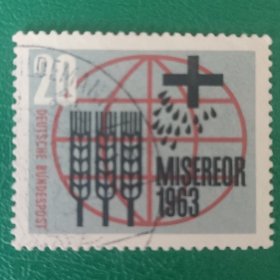 20
DEUTSCHE BUNDESPOST
MISEREOR
1963